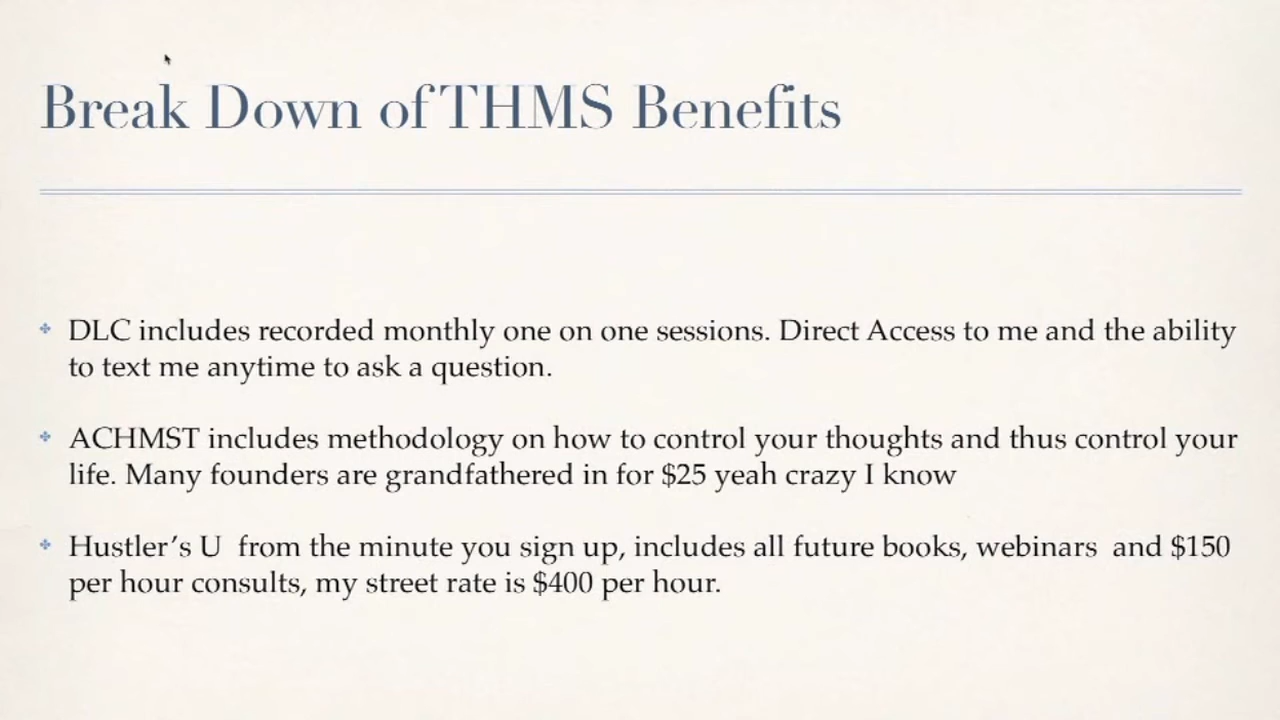 Break Down of THMS Benefits
DLC includes recorded monthly one on one sessions. Direct Access to me and the ability
to text me anytime to ask a question.
ACHMST includes methodology on how to control your thoughts and thus control your
life. Many founders are grandfathered in for $25 yeah crazy I know
Hustler’s U  from the minute you sign up, includes all future books, webinars  and $150
per hour consults, my street rate is $400 per hour.